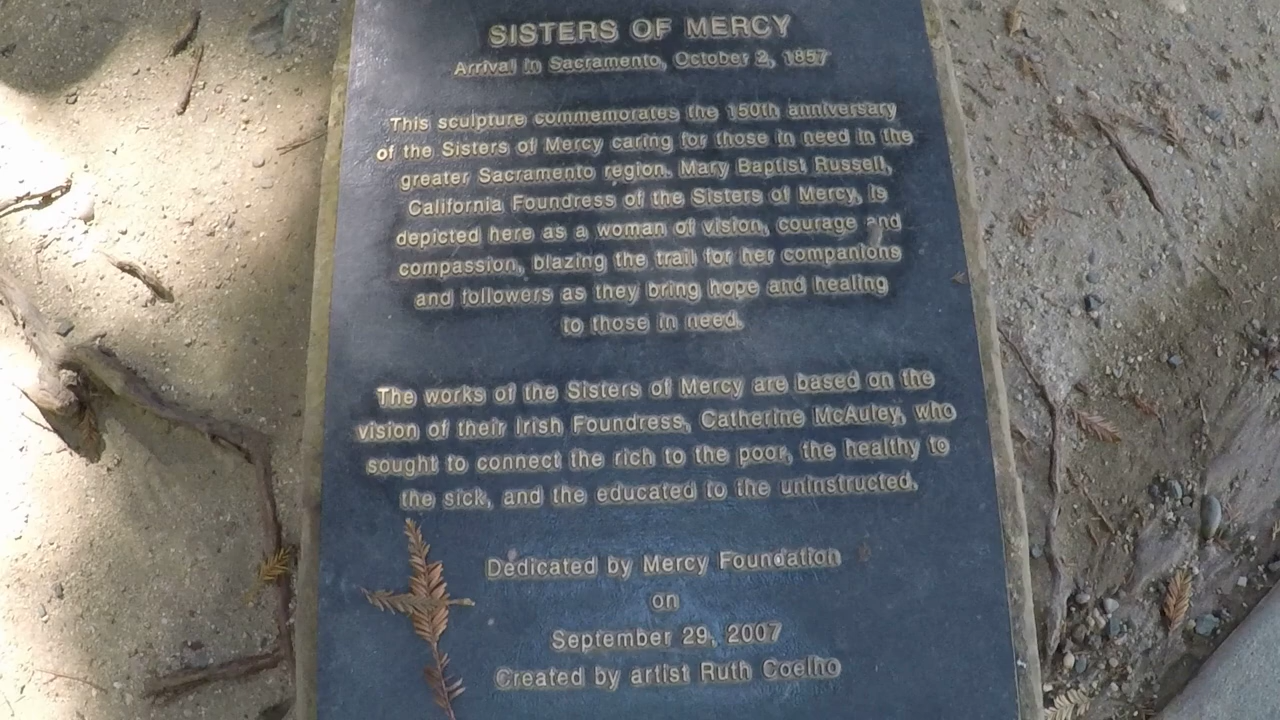 SISTERS OF MERCY
Arrival in Sacramento, October 2, 1857
This sculpture commemorates the 150th anniversary
of the Sisters of Mercy caring for those in need in the
greater Sacramento region. Mary Baptist Russell,
California Foundress of the Sisters of Mercy, is
depicted here as a woman of vision, courage and
compassion, blazing the trail for her companions
and followers as they bring hope and healing
to those in need.
The works of the Sisters of Mercy are based on the
vision of their Irish Foundress, Catherine McAuley, who
sought to connect the rich to the poor, the healthy to
the sick, and the educated to the uninstructed.
Dedicated by Mercy Foundation
on
September 29, 2007
Created by artist Ruth Coelho